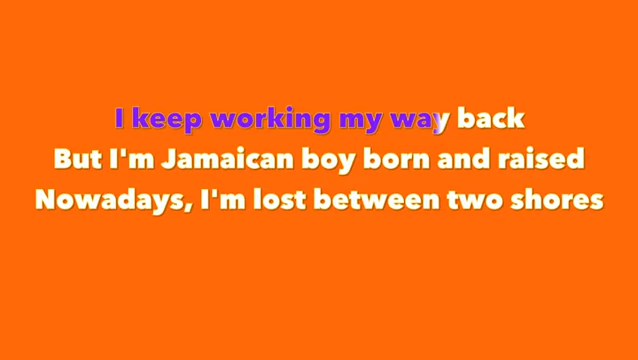 I keep working my way back
But I'm Jamaican boy born and raised
Nowadays, I'm lost between two shores